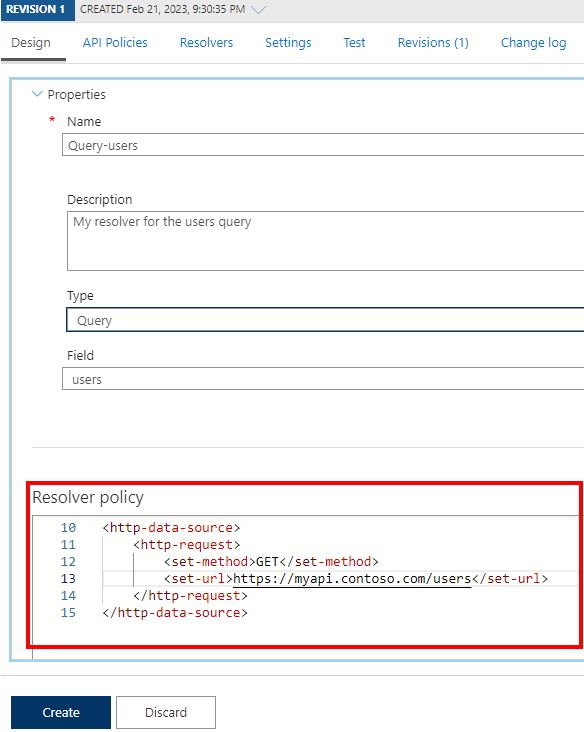 REVISION 1 CREATED Feb 21, 2023, 9:30:35 PM
Design API Policies Resolvers Settings Test Revisions (1) Change log
Properties
* Name
Query-users
Description
My resolver for the users query
Type
Query
Field
users
Resolver policy
10 <http-data-source>
11 <http-request>
12 <set-method>GET</set-method>
13 <set-url>https://myapi.contoso.com/users</set-url>
14 </http-request>
15 </http-data-source>
Create Discard